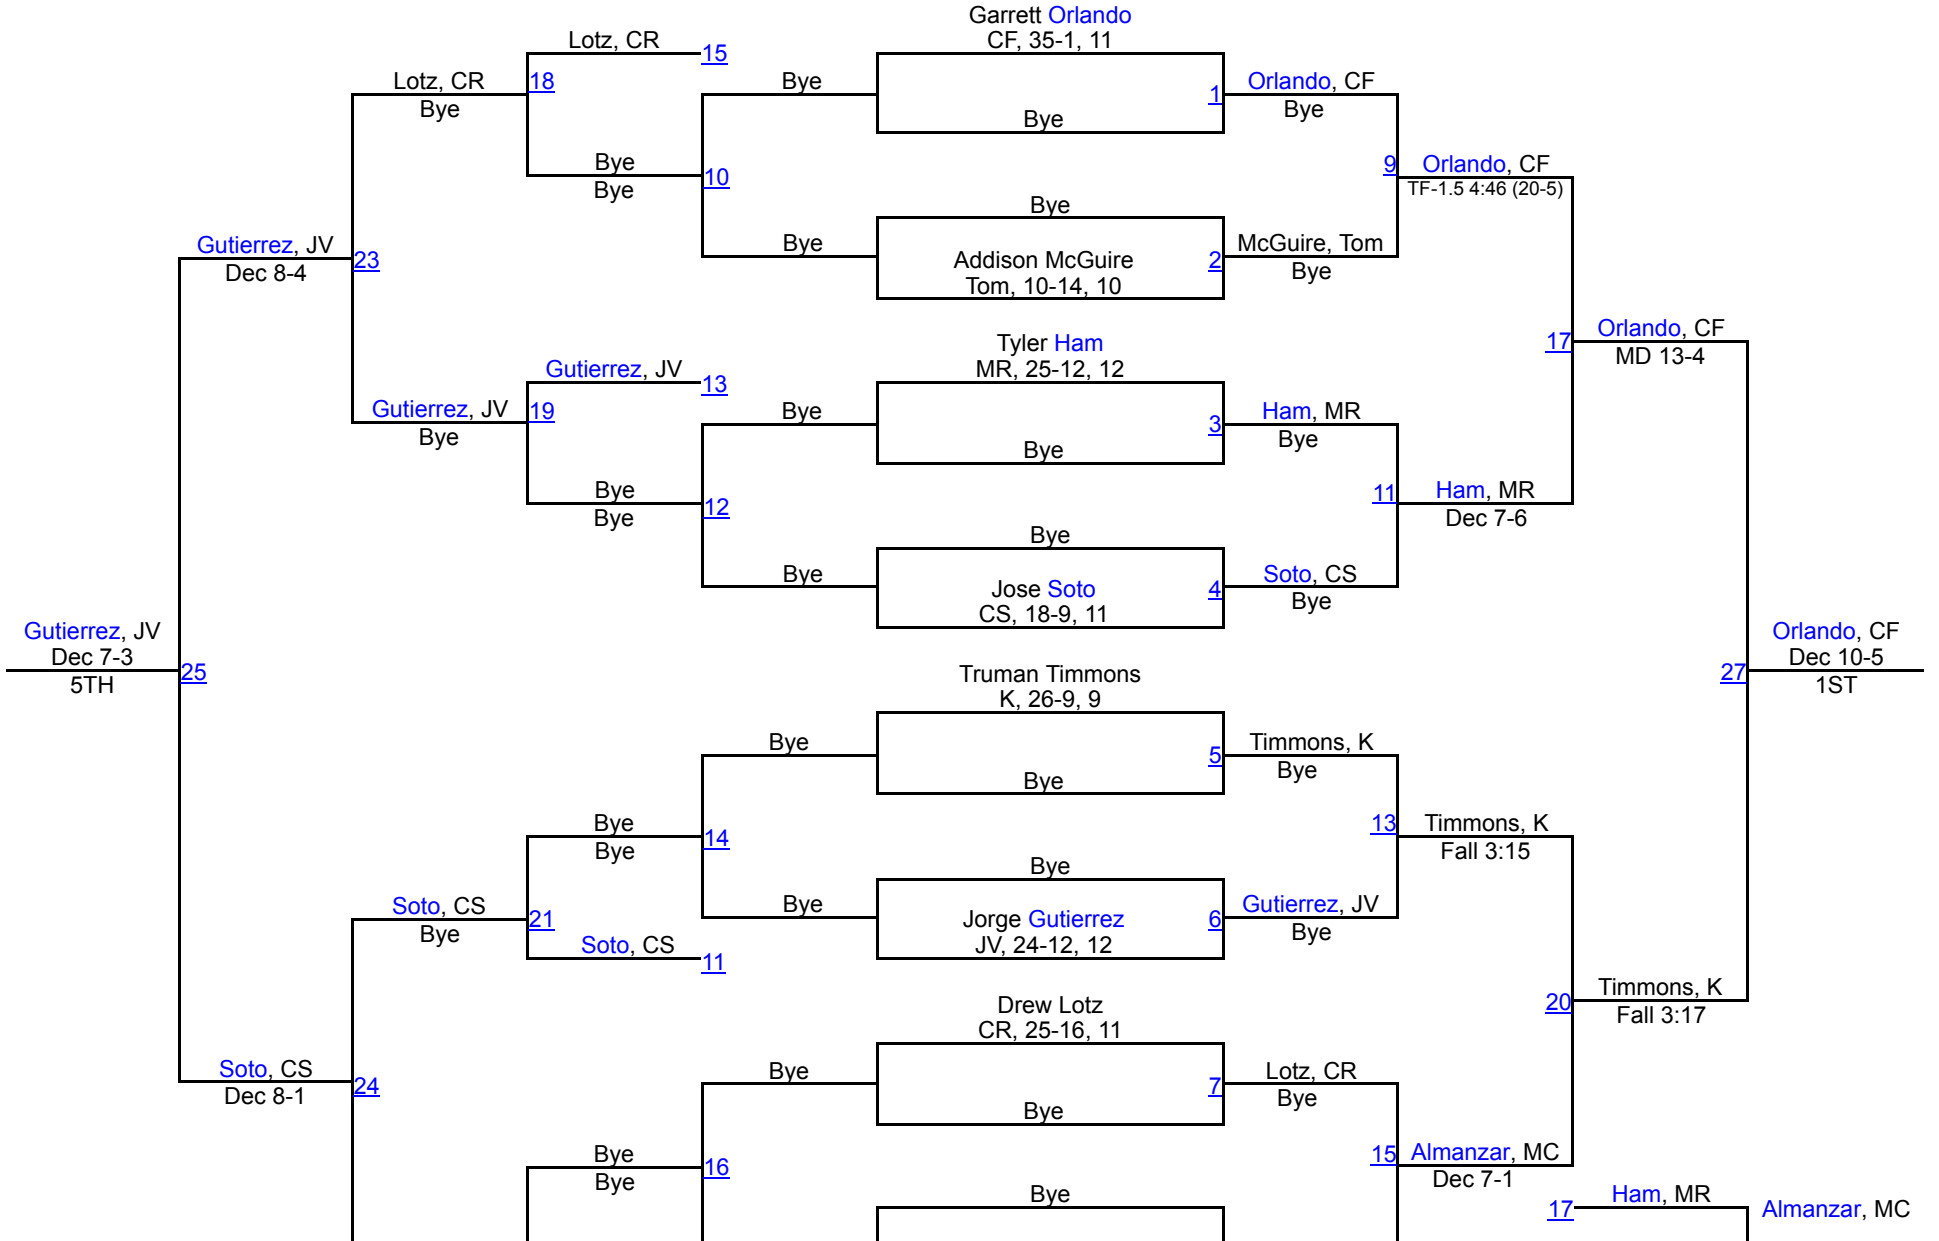 Garrett Orlando
CF, 35-1, 11
Lotz, CR
15
Lotz, CR
18
Bye
1
Orlando, CF
Bye
Bye
Bye
9
Orlando, CF
TF-1.5 4:46 (20-5)
Bye
10
Bye
Bye
Gutierrez, JV
Dec 8-4
23
Bye
Addison McGuire
Tom, 10-14, 10
2
McGuire, Tom
Bye
Tyler Ham
MR, 25-12, 12
17
Orlando, CF
MD 13-4
Gutierrez, JV
13
Gutierrez, JV
Bye
19
Bye
3
Ham, MR
Bye
Bye
Bye
Bye
12
11
Ham, MR
Dec 7-6
Bye
Bye
Jose Soto
CS, 18-9, 11
4
Soto, CS
Bye
Gutierrez, JV
Dec 7-3
5TH
25
Orlando, CF
Dec 10-5
1ST
27
Truman Timmons
K, 26-9, 9
Bye
5
Timmons, K
Bye
Bye
Bye
Bye
14
13
Timmons, K
Fall 3:15
Bye
Soto, CS
Bye
21
Bye
Jorge Gutierrez
JV, 24-12, 12
6
Gutierrez, JV
Bye
Soto, CS
11
Drew Lotz
CR, 25-16, 11
20
Timmons, K
Fall 3:17
Soto, CS
Dec 8-1
24
Bye
7
Lotz, CR
Bye
Bye
Bye
Bye
16
15
Almanzar, MC
Dec 7-1
Bye
17
Ham, MR
Almanzar, MC